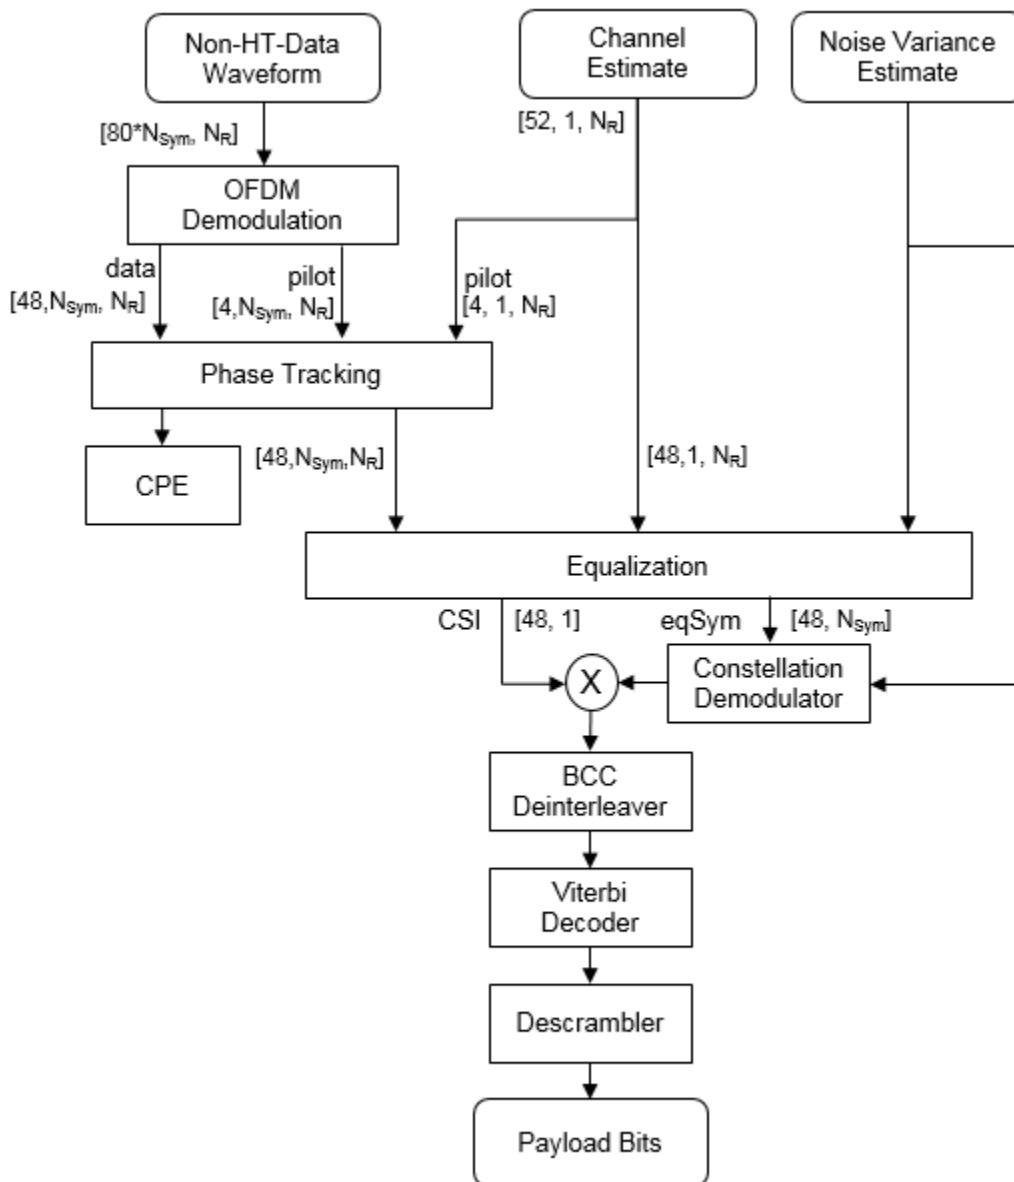 Non-HT-Data
Waveform
Channel
Estimate
Noise Variance
Estimate
[80*NSym, NR]
[52, 1, NR]
OFDM
Demodulation
data
[48,NSym, NR]
pilot
[4,NSym, NR]
pilot
[4, 1, NR]
Phase Tracking
CPE
[48,NSym,NR]
[48,1, NR]
Equalization
CSI
[48, 1]
eqSym
[48, NSym]
X
Constellation
Demodulator
BCC
Deinterleaver
Viterbi
Decoder
Descrambler
Payload Bits